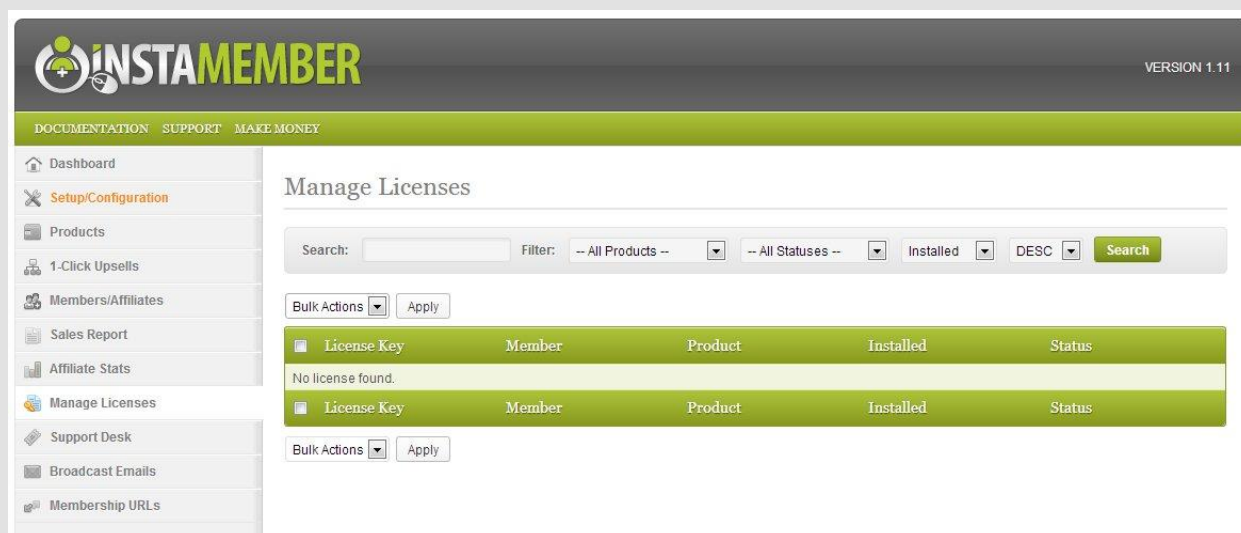 iNSTAMEMBER
VERSION 1.11
DOCUMENTATION SUPPORT MAKE MONEY
Dashboard
Setup/Configuration
Products
1-Click Upsells
Members/Affiliates
Sales Report
Affiliate Stats
Manage Licenses
Support Desk
Broadcast Emails
Membership URLs
Manage Licenses
Search: Filter: -- All Products -- -- All Statuses -- Installed DESC Search
Bulk Actions Apply
License Key Member Product Installed Status
No license found.
License Key Member Product Installed Status
Bulk Actions Apply